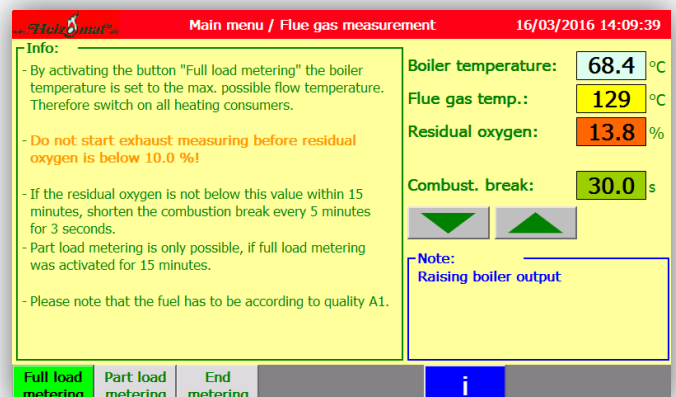 Heizomat
Main menu / Flue gas measurement
16/03/2016 14:09:39
Info:
- By activating the button "Full load metering" the boiler
temperature is set to the max. possible flow temperature.
Therefore switch on all heating consumers.
- Do not start exhaust measuring before residual
oxygen is below 10.0 %!
- If the residual oxygen is not below this value within 15
minutes, shorten the combustion break every 5 minutes
for 3 seconds.
- Part load metering is only possible, if full load metering
was activated for 15 minutes.
- Please note that the fuel has to be according to quality A1.
Boiler temperature: 68.4 °C
Flue gas temp.: 129 °C
Residual oxygen: 13.8 %
Combust. break: 30.0 s
Note:
Raising boiler output
Full load
metering
Part load
metering
End
metering
i